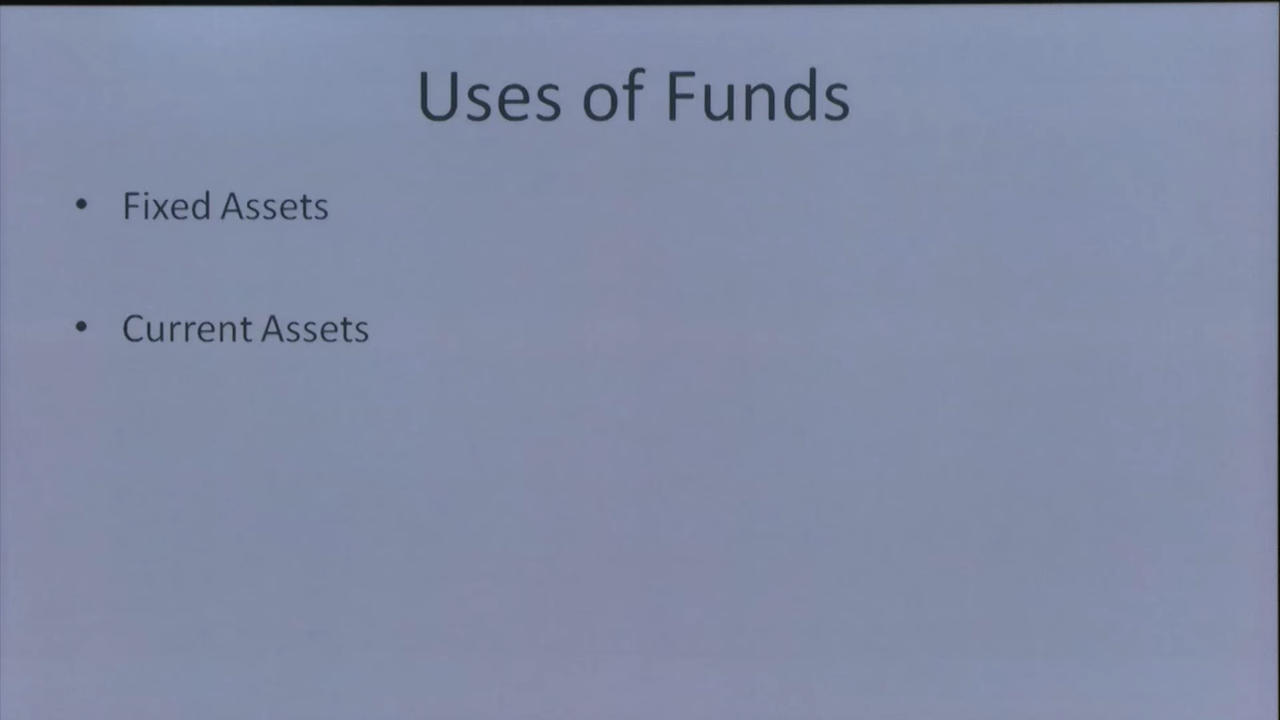 Uses of Funds
• Fixed Assets
• Current Assets